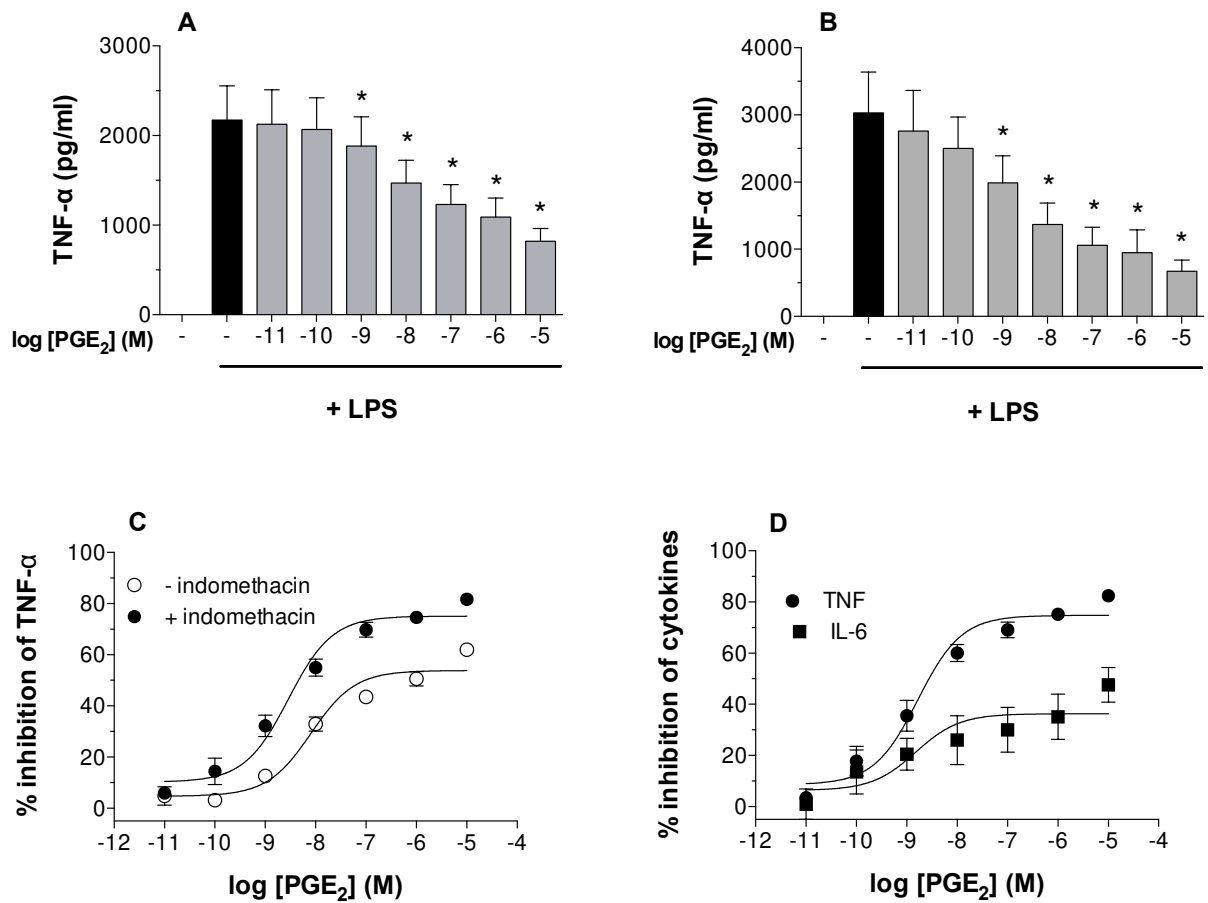 A
3000
2000
1000
0
TNF-α (pg/ml)
* * * * *
log [PGE2] (M) - - -11 -10 -9 -8 -7 -6 -5
+ LPS
B
4000
3000
2000
1000
0
TNF-α (pg/ml)
* * * * *
log [PGE2] (M) - - -11 -10 -9 -8 -7 -6 -5
+ LPS
C
100
80
60
40
20
0
% inhibition of TNF-α
- indomethacin
+ indomethacin
-12 -11 -10 -9 -8 -7 -6 -5 -4
log [PGE2] (M)
D
100
80
60
40
20
0
% inhibition of cytokines
TNF
IL-6
-12 -11 -10 -9 -8 -7 -6 -5 -4
log [PGE2] (M)